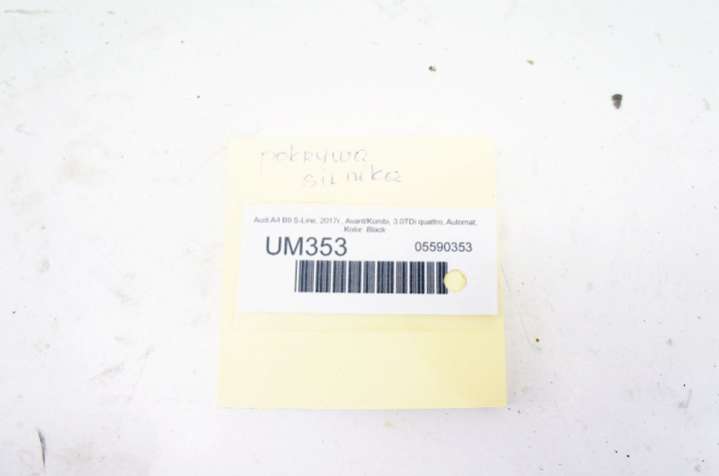 pokrywa
silnika
Audi A4 B9 S-Line, 2017r., Avant/Kombi, 3.0TDi quattro, Automat,
Kolor: Black
UM353
05590353